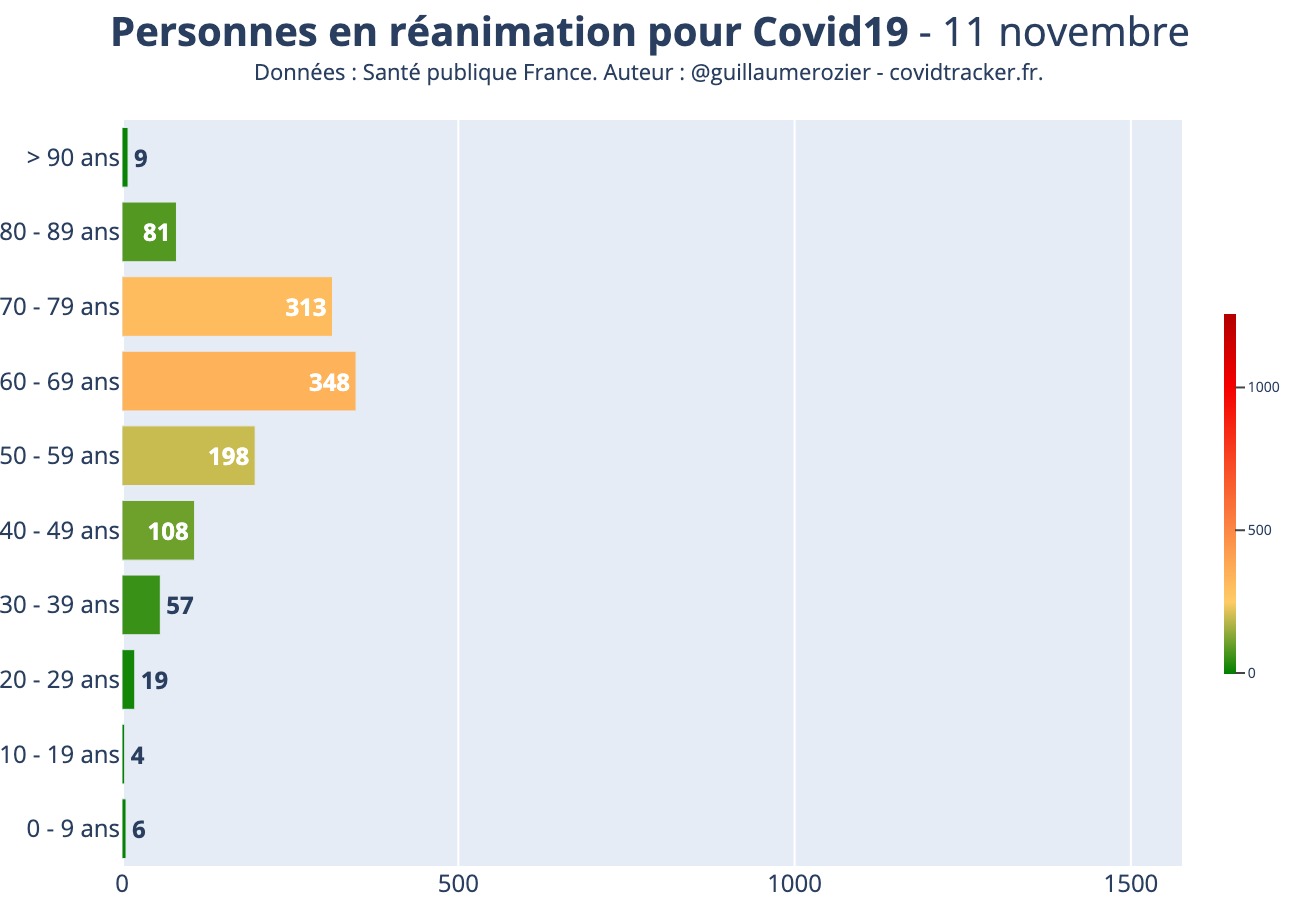 Personnes en réanimation pour Covid19 - 11 novembre
Données : Santé publique France. Auteur : @guillaumerozier - covidtracker.fr.
> 90 ans 9
80 - 89 ans 81
70 - 79 ans 313
60 - 69 ans 348
50 - 59 ans 198
40 - 49 ans 108
30 - 39 ans 57
20 - 29 ans 19
10 - 19 ans 4
0 - 9 ans 6
0 500 1000 1500
1000
500
0